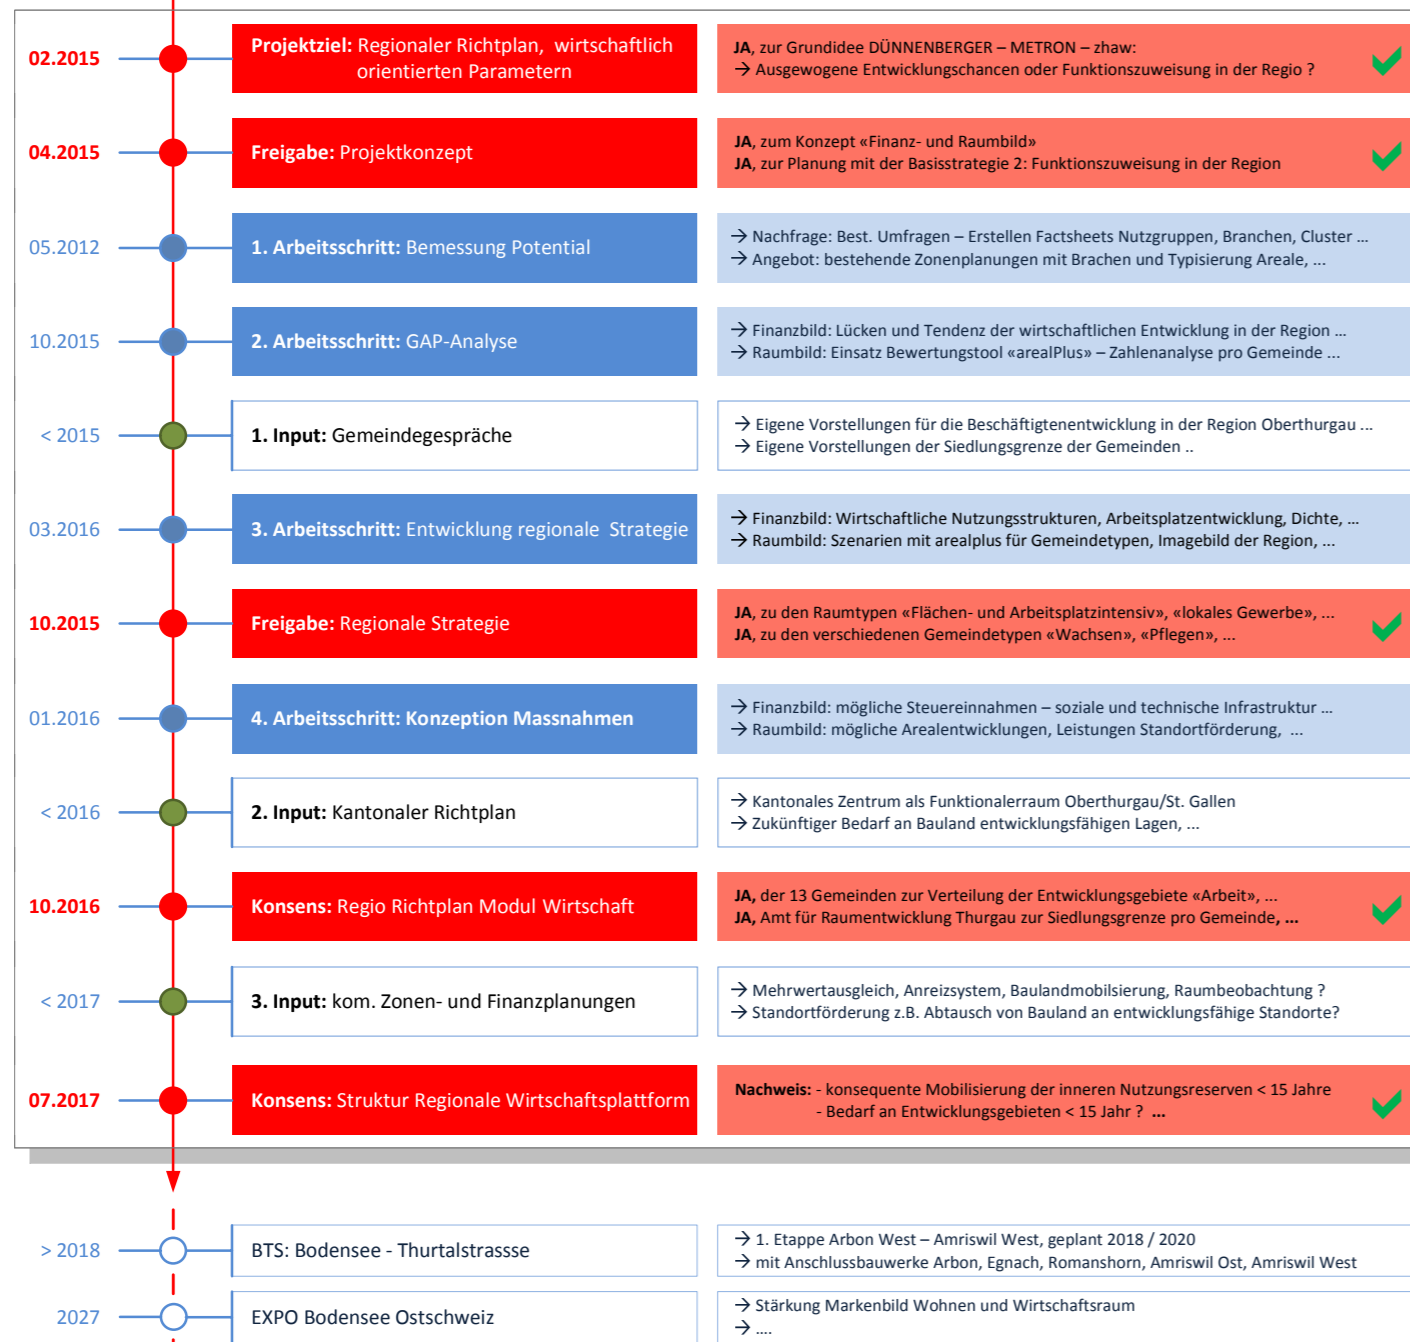 02.2015
Projektziel: Regionaler Richtplan, wirtschaftlich
orientierten Parametern
JA, zur Grundidee DÜNNENBERGER – METRON – zhaw:
→ Ausgewogene Entwicklungschancen oder Funktionszuweisung in der Regio ?
04.2015
Freigabe: Projektkonzept
JA, zum Konzept «Finanz- und Raumbild»
JA, zur Planung mit der Basisstrategie 2: Funktionszuweisung in der Region
05.2012
1. Arbeitsschritt: Bemessung Potential
→ Nachfrage: Best. Umfragen – Erstellen Factsheets Nutzgruppen, Branchen, Cluster ...
→ Angebot: bestehende Zonenplanungen mit Brachen und Typisierung Areale, ...
10.2015
2. Arbeitsschritt: GAP-Analyse
→ Finanzbild: Lücken und Tendenz der wirtschaftlichen Entwicklung in der Region ...
→ Raumbild: Einsatz Bewertungstool «arealPlus» – Zahlenanalyse pro Gemeinde ...
< 2015
1. Input: Gemeindegespräche
→ Eigene Vorstellungen für die Beschäftigtenentwicklung in der Region Oberthurgau ...
→ Eigene Vorstellungen der Siedlungsgrenze der Gemeinden ..
03.2016
3. Arbeitsschritt: Entwicklung regionale Strategie
→ Finanzbild: Wirtschaftliche Nutzungsstrukturen, Arbeitsplatzentwicklung, Dichte, ...
→ Raumbild: Szenarien mit arealplus für Gemeindetypen, Imagebild der Region, ...
10.2015
Freigabe: Regionale Strategie
JA, zu den Raumtypen «Flächen- und Arbeitsplatzintensiv», «lokales Gewerbe», ...
JA, zu den verschiedenen Gemeindetypen «Wachsen», «Pflegen», ...
01.2016
4. Arbeitsschritt: Konzeption Massnahmen
→ Finanzbild: mögliche Steuereinnahmen – soziale und technische Infrastruktur ...
→ Raumbild: mögliche Arealentwicklungen, Leistungen Standortförderung, ...
< 2016
2. Input: Kantonaler Richtplan
→ Kantonales Zentrum als Funktionalerraum Oberthurgau/St. Gallen
→ Zukünftiger Bedarf an Bauland entwicklungsfähigen Lagen, ...
10.2016
Konsens: Regio Richtplan Modul Wirtschaft
JA, der 13 Gemeinden zur Verteilung der Entwicklungsgebiete «Arbeit», ...
JA, Amt für Raumentwicklung Thurgau zur Siedlungsgrenze pro Gemeinde, ...
< 2017
3. Input: kom. Zonen- und Finanzplanungen
→ Mehrwertausgleich, Anreizsystem, Baulandmobilsierung, Raumbeobachtung ?
→ Standortförderung z.B. Abtausch von Bauland an entwicklungsfähige Standorte?
07.2017
Konsens: Struktur Regionale Wirtschaftsplattform
Nachweis: - konsequente Mobilisierung der inneren Nutzungsreserven < 15 Jahre
- Bedarf an Entwicklungsgebieten < 15 Jahr ? ...
> 2018
BTS: Bodensee - Thurtalstrassse
→ 1. Etappe Arbon West – Amriswil West, geplant 2018 / 2020
→ mit Anschlussbauwerke Arbon, Egnach, Romanshorn, Amriswil Ost, Amriswil West
2027
EXPO Bodensee Ostschweiz
→ Stärkung Markenbild Wohnen und Wirtschaftsraum
→ ....